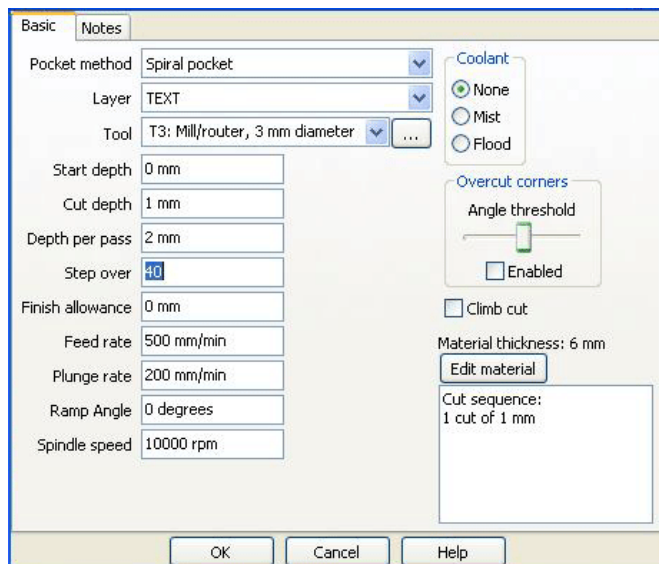 Basic
Notes
Pocket method
Spiral pocket
Layer
TEXT
Tool
T3: Mill/router, 3 mm diameter
...
Start depth
0 mm
Cut depth
1 mm
Depth per pass
2 mm
Step over
40
Finish allowance
0 mm
Feed rate
500 mm/min
Plunge rate
200 mm/min
Ramp Angle
0 degrees
Spindle speed
10000 rpm
Coolant
None
Mist
Flood
Overcut corners
Angle threshold
Enabled
Climb cut
Material thickness: 6 mm
Edit material
Cut sequence:
1 cut of 1 mm
OK
Cancel
Help